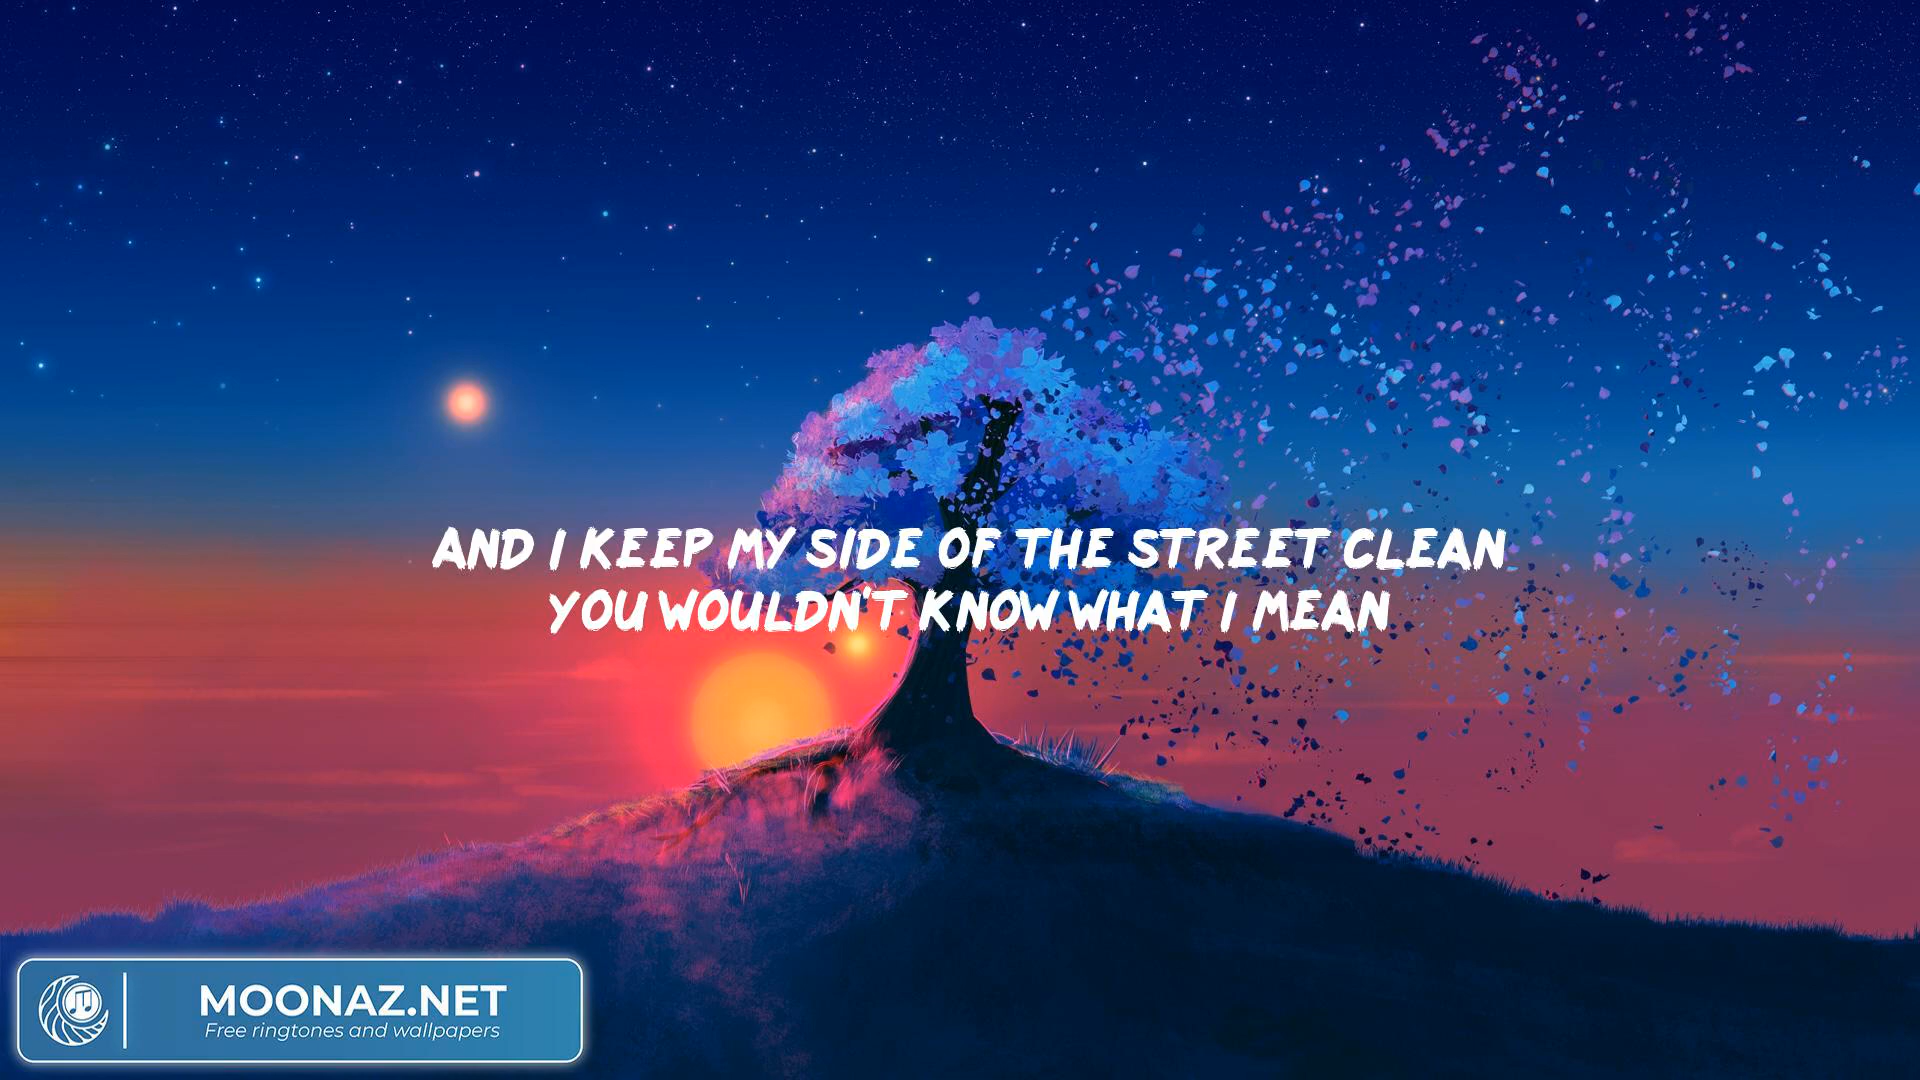 AND I KEEP MY SIDE OF THE STREET CLEAN
YOU WOULDN'T KNOW WHAT I MEAN
MOONAZ.NET
Free ringtones and wallpapers